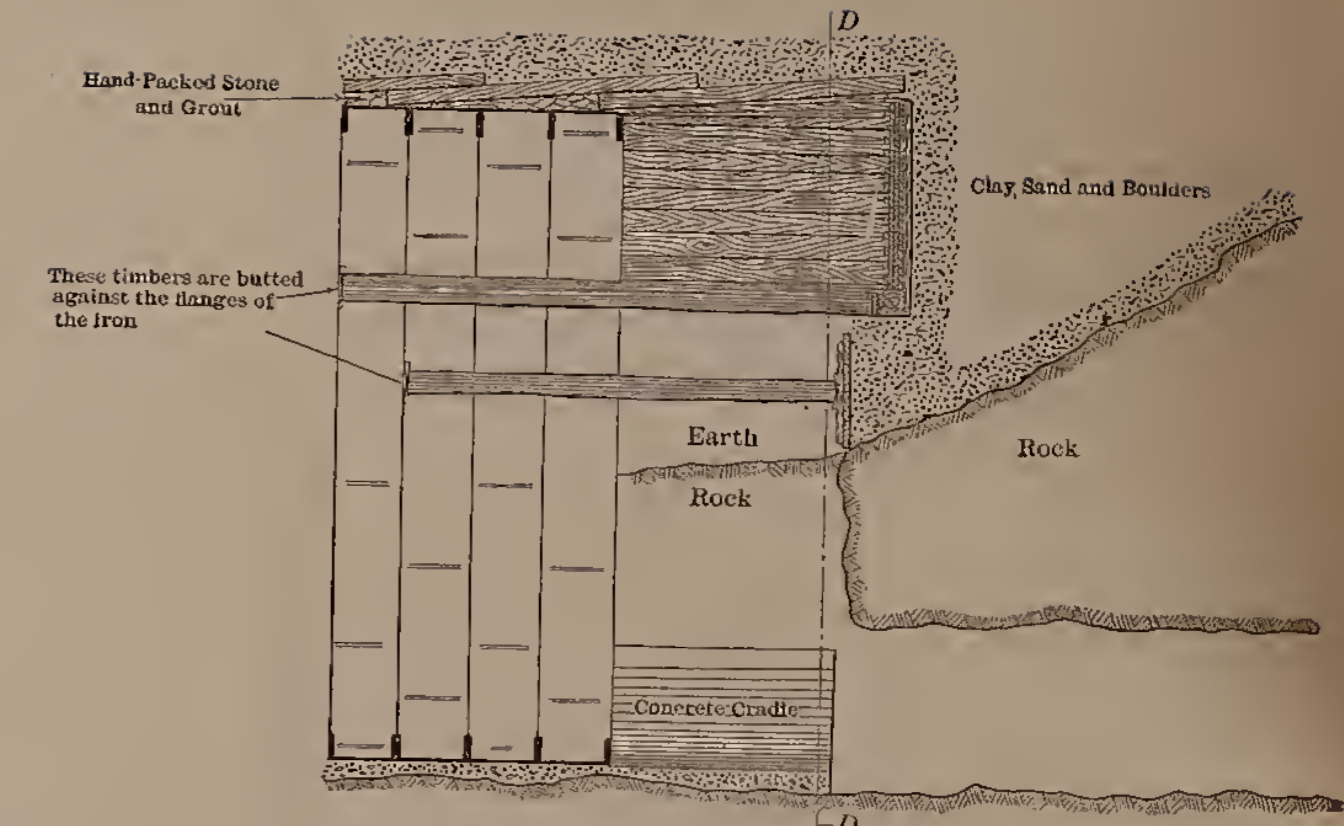 D
Hand-Packed Stone
and Grout
Clay, Sand and Boulders
These timbers are butted
against the flanges of
the iron
Earth
Rock
Rock
Concrete Cradle
D